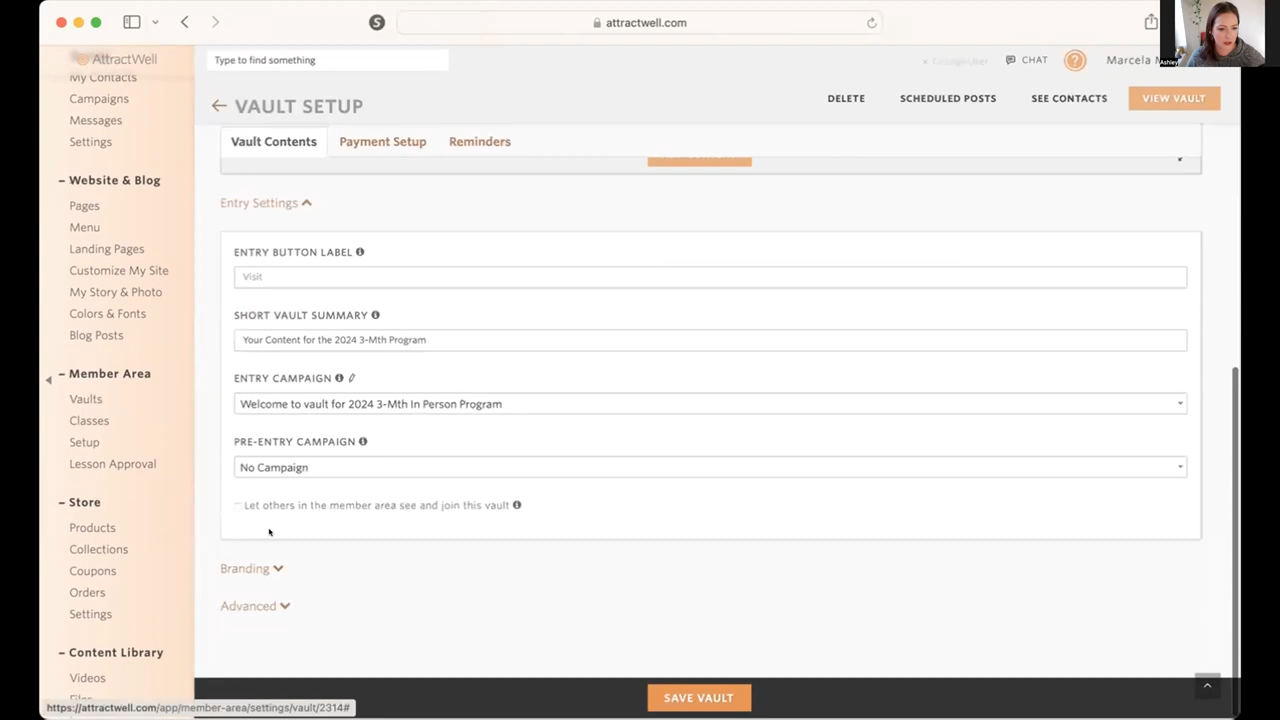 attractwell.com
Ashley
AttractWell
Type to find something
CHAT
Marcela M
My Contacts
Campaigns
Messages
Settings
– Website & Blog
Pages
Menu
Landing Pages
Customize My Site
My Story & Photo
Colors & Fonts
Blog Posts
– Member Area
Vaults
Classes
Setup
Lesson Approval
– Store
Products
Collections
Coupons
Orders
Settings
– Content Library
Videos
VAULT SETUP
DELETE
SCHEDULED POSTS
SEE CONTACTS
VIEW VAULT
Vault Contents
Payment Setup
Reminders
Entry Settings
ENTRY BUTTON LABEL
Visit
SHORT VAULT SUMMARY
Your Content for the 2024 3-Mth Program
ENTRY CAMPAIGN
Welcome to vault for 2024 3-Mth In Person Program
PRE-ENTRY CAMPAIGN
No Campaign
Let others in the member area see and join this vault
Branding
Advanced
SAVE VAULT
https://attractwell.com/app/member-area/settings/vault/2314#